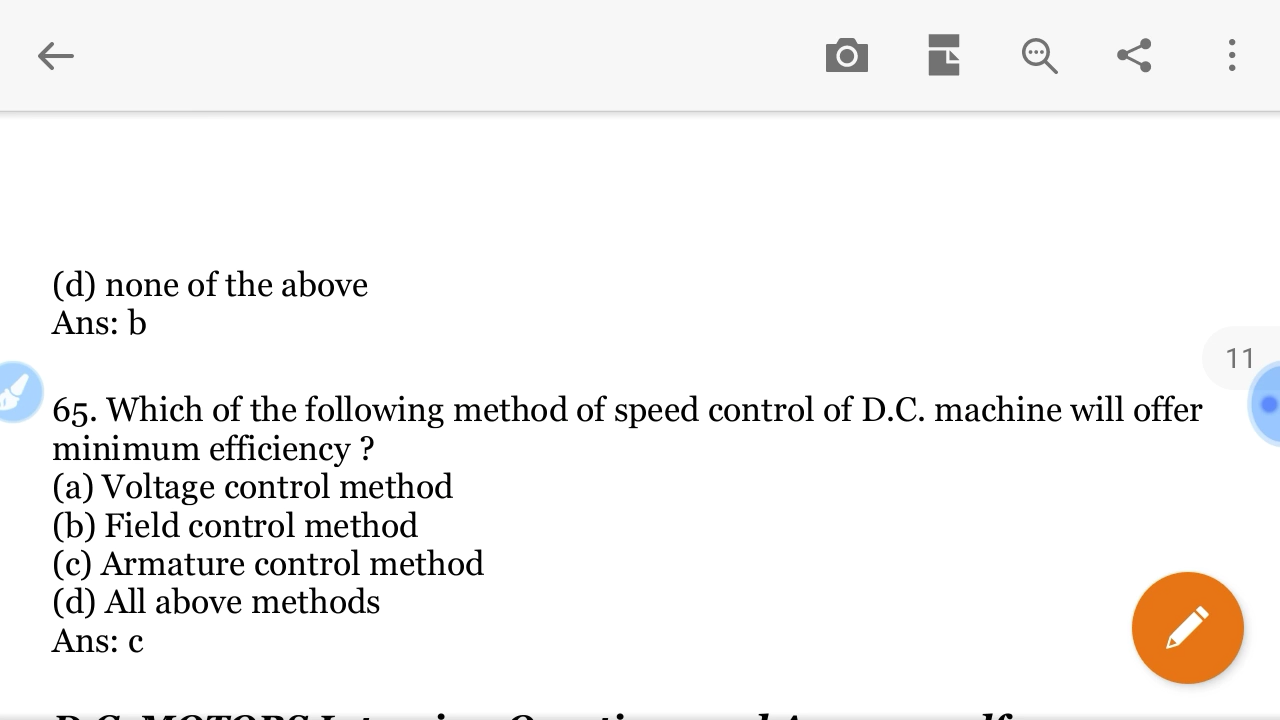 (d) none of the above
Ans: b
11
65. Which of the following method of speed control of D.C. machine will offer
minimum efficiency ?
(a) Voltage control method
(b) Field control method
(c) Armature control method
(d) All above methods
Ans: c
D.C. MOTORS